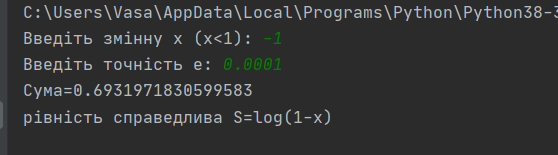 C:\Users\Vasa\AppData\Local\Programs\Python\Python38-3
Введіть змінну x (x<1): -1
Введіть точність e: 0.0001
Сума=0.6931971830599583
рівність справедлива S=log(1-x)